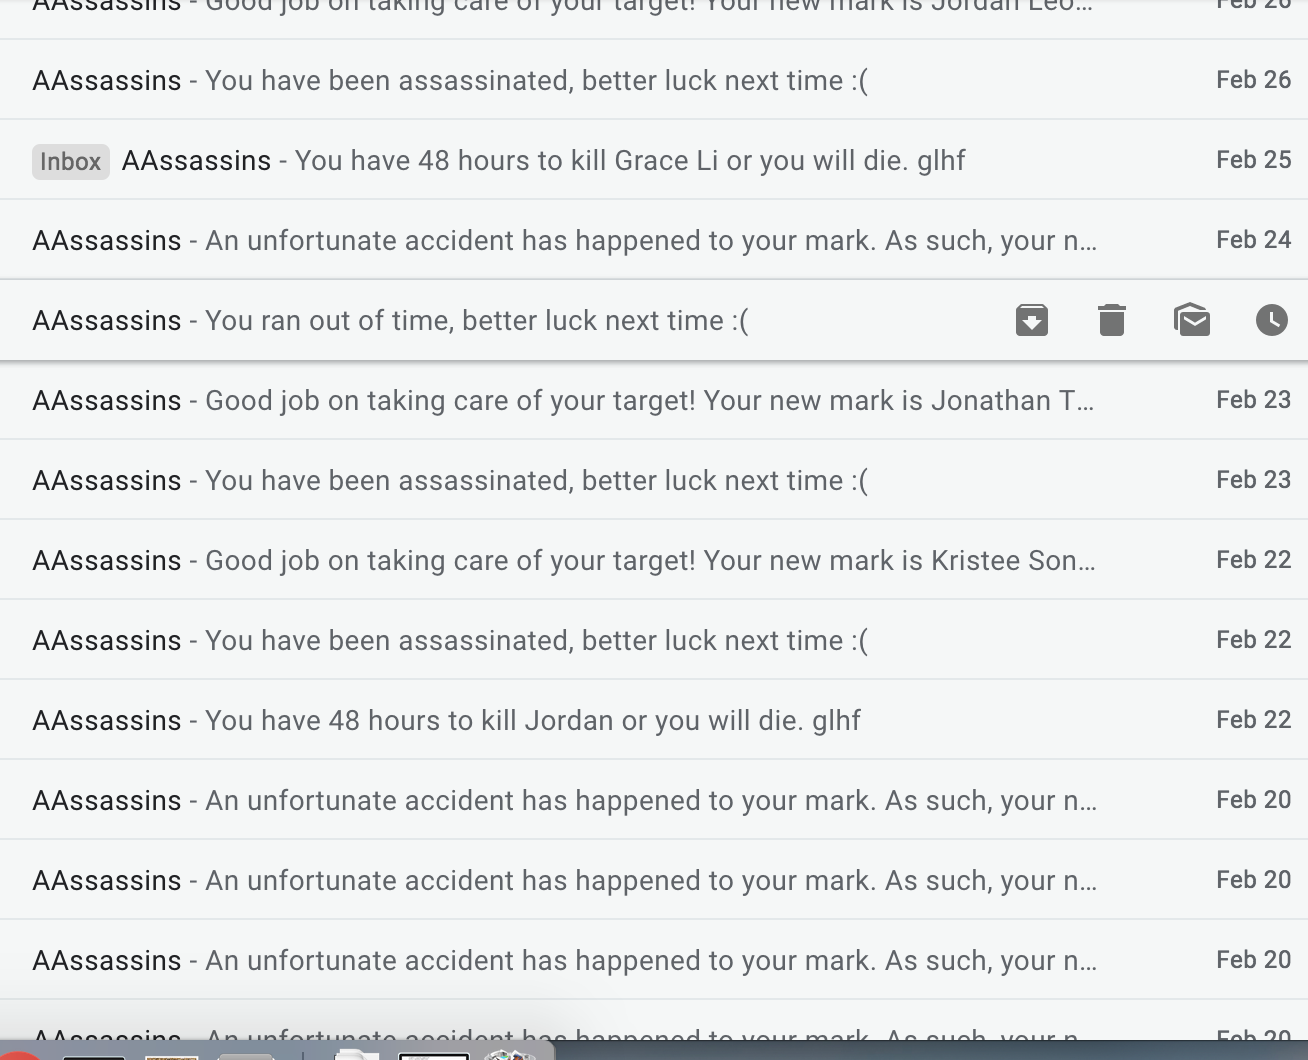 AAssassins - Good job on taking care of your target! Your new mark is Jordan Leo... Feb 26
AAssassins - You have been assassinated, better luck next time :( Feb 26
Inbox AAssassins - You have 48 hours to kill Grace Li or you will die. glhf Feb 25
AAssassins - An unfortunate accident has happened to your mark. As such, your n... Feb 24
AAssassins - You ran out of time, better luck next time :(
AAssassins - Good job on taking care of your target! Your new mark is Jonathan T... Feb 23
AAssassins - You have been assassinated, better luck next time :( Feb 23
AAssassins - Good job on taking care of your target! Your new mark is Kristee Son... Feb 22
AAssassins - You have been assassinated, better luck next time :( Feb 22
AAssassins - You have 48 hours to kill Jordan or you will die. glhf Feb 22
AAssassins - An unfortunate accident has happened to your mark. As such, your n... Feb 20
AAssassins - An unfortunate accident has happened to your mark. As such, your n... Feb 20
AAssassins - An unfortunate accident has happened to your mark. As such, your n... Feb 20
AAssassins - An unfortunate accident has happened to your mark. As such, your n... Feb 20